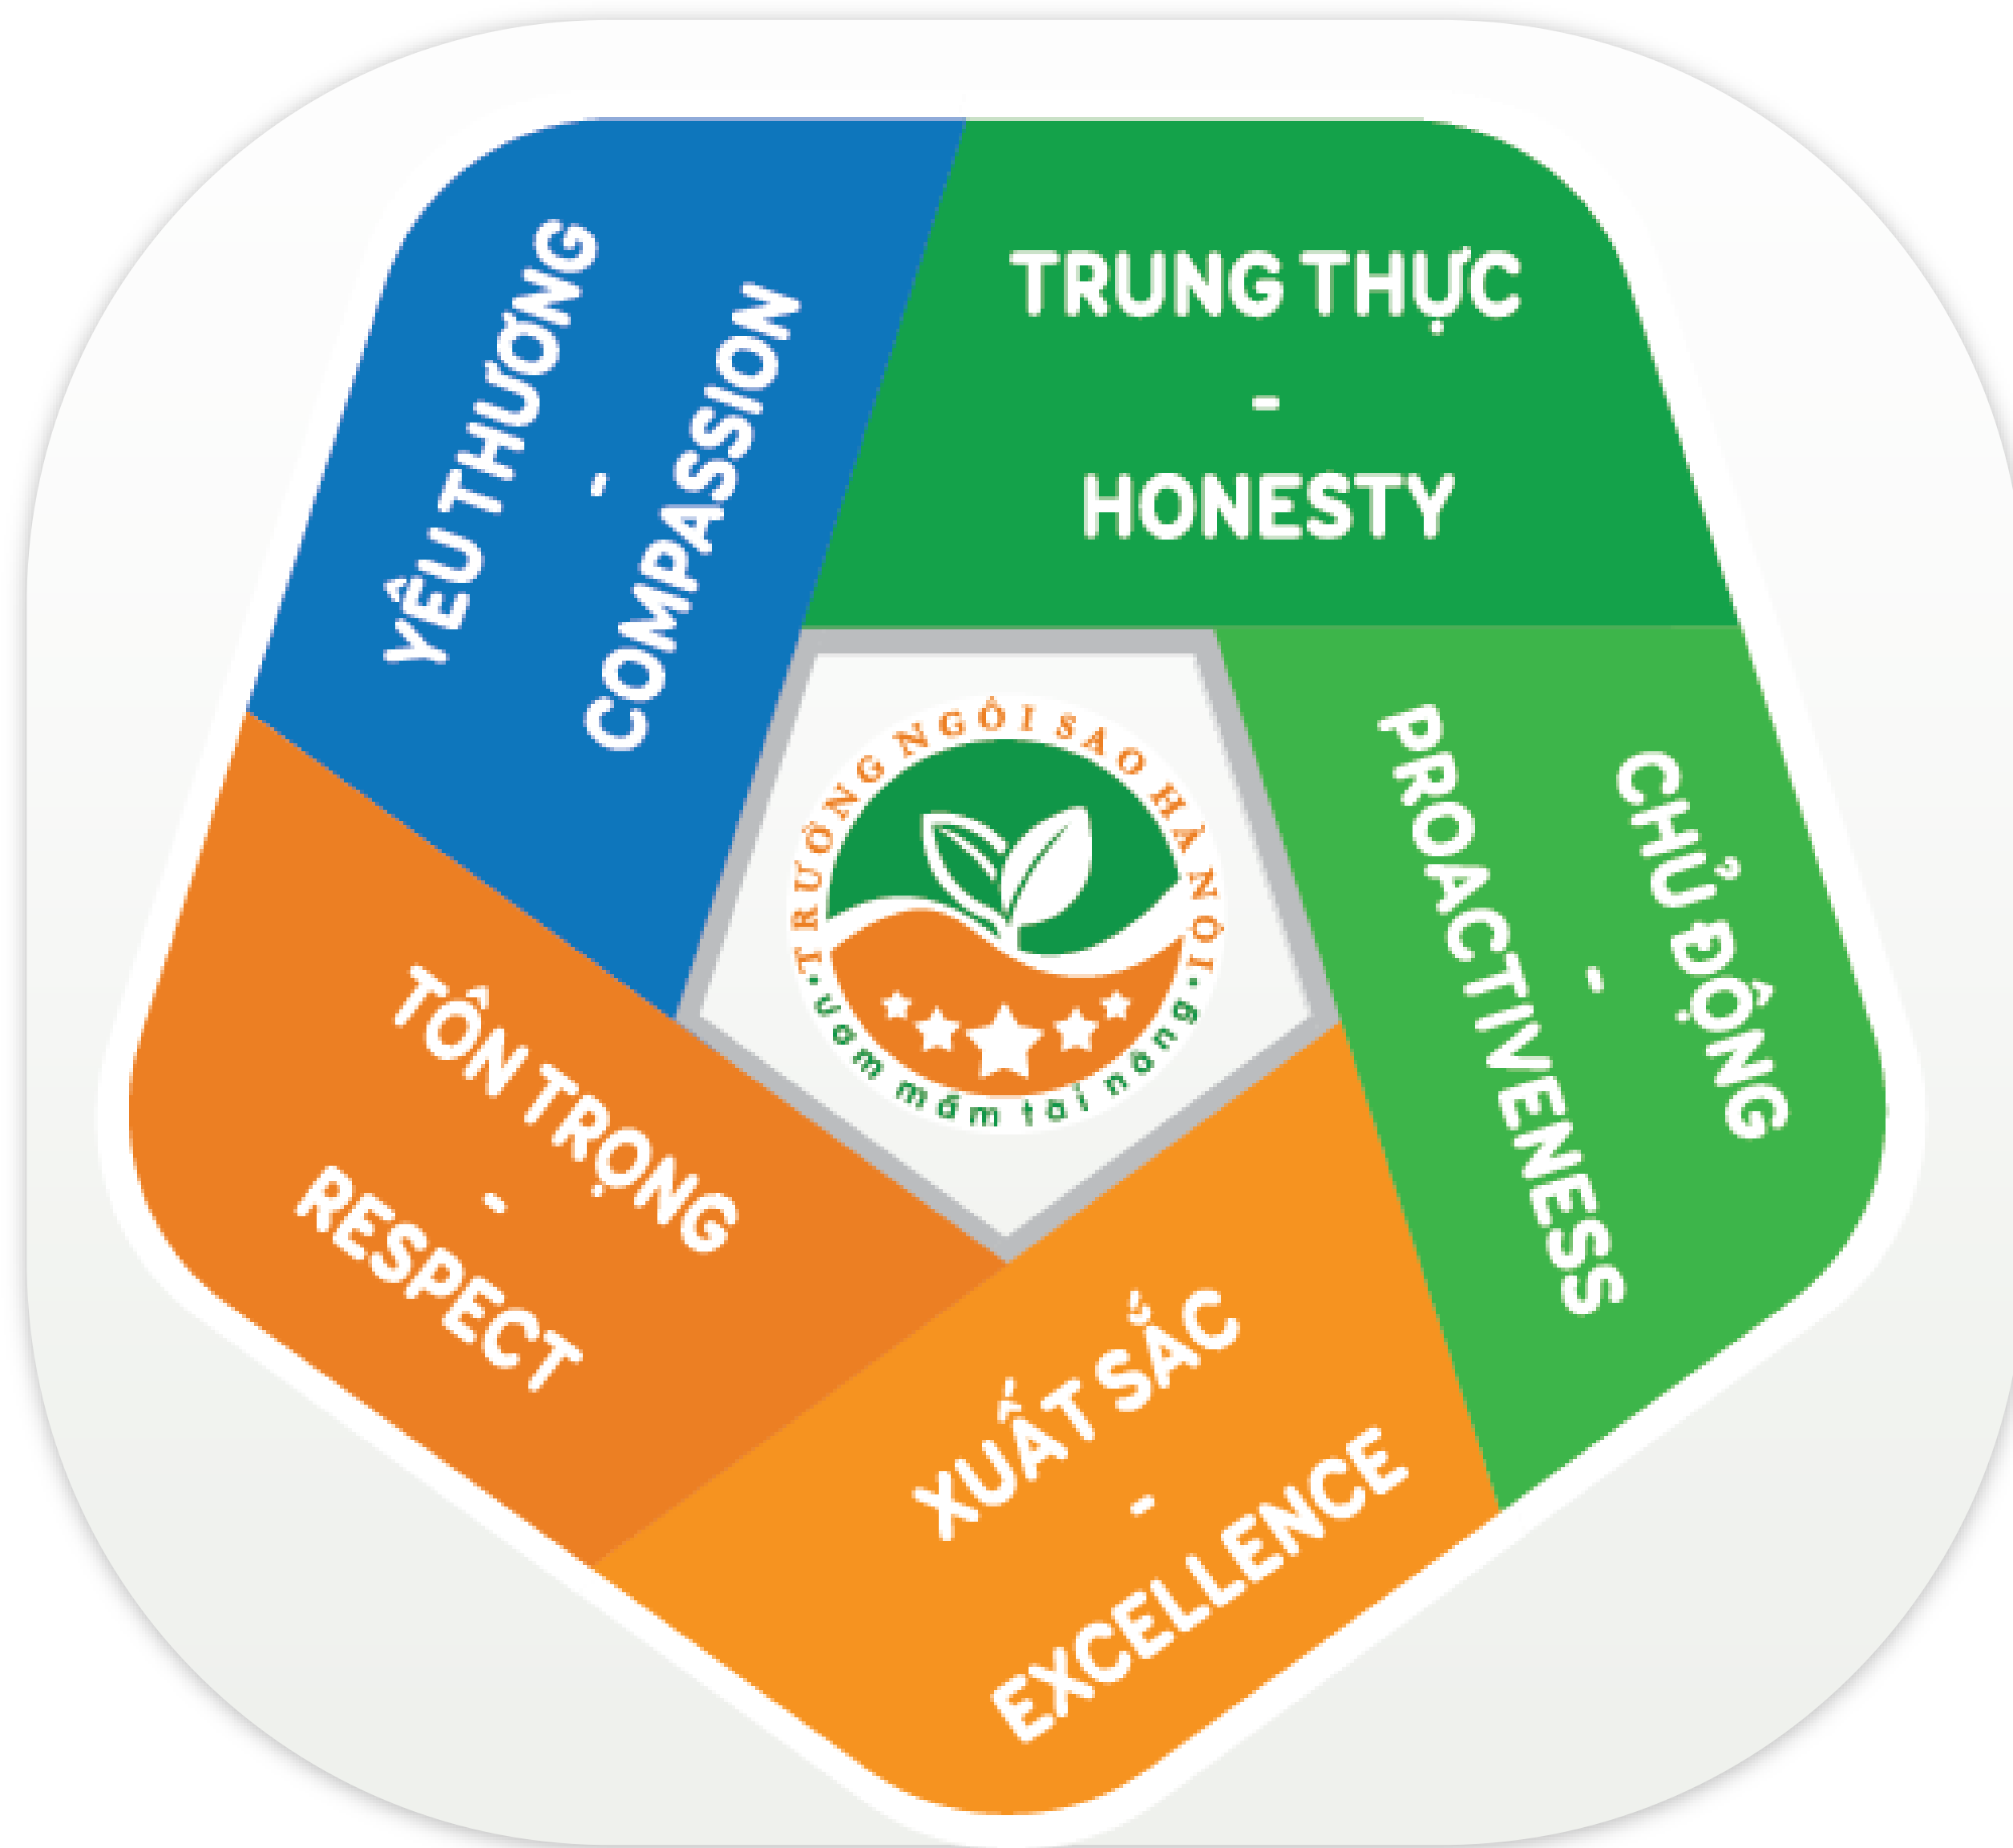 YÊU THƯƠNG
-
COMPASSION
TRUNG THỰC
-
HONESTY
CHỦ ĐỘNG
-
PROACTIVENESS
XUẤT SẮC
-
EXCELLENCE
TÔN TRỌNG
-
RESPECT
TRƯỜNG NGÔI SAO HÀ NỘI
ươm mầm tài năng